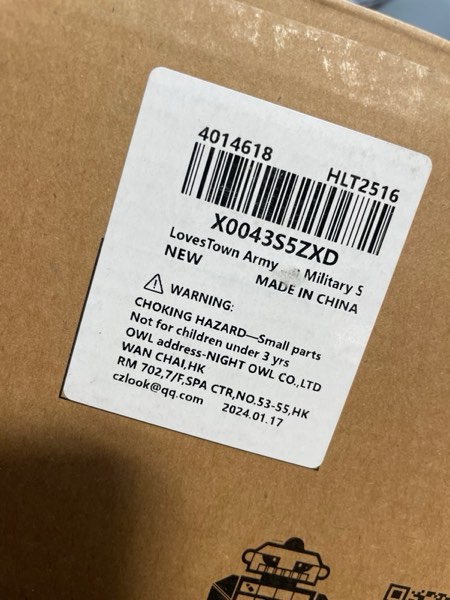 4014618 HLT2516
X0043S5ZXD
LovesTown Army Military S
NEW MADE IN CHINA
WARNING:
CHOKING HAZARD—Small parts
Not for children under 3 yrs
OWL address-NIGHT OWL CO.,LTD
RM 702,7/F,SPA CTR,NO.53-55,HK
WAN CHAI,HK
czlook@qq.com 2024.01.17